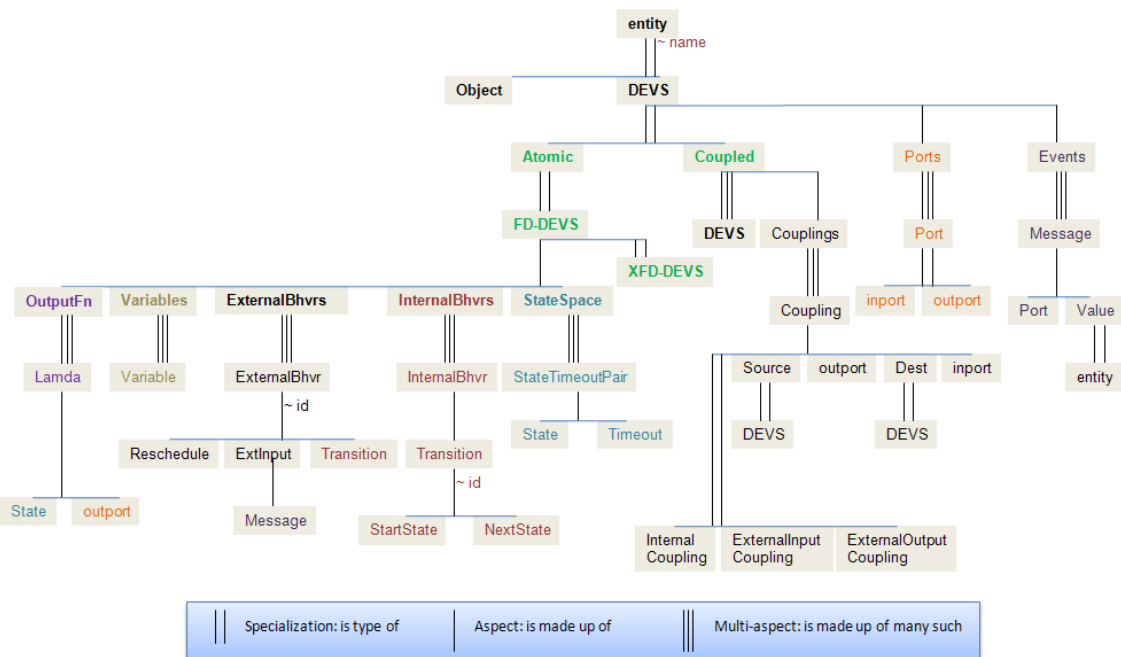 entity
~ name
Object
DEVS
Atomic
Coupled
Ports
Events
FD-DEVS
DEVS
Couplings
Port
Message
XFD-DEVS
OutputFn
Variables
ExternalBhvrs
InternalBhvrs
StateSpace
Coupling
inport
outport
Port
Value
Lamda
Variable
ExternalBhvr
InternalBhvr
StateTimeoutPair
Source
outport
Dest
inport
entity
~ id
State
Timeout
DEVS
DEVS
Reschedule
ExtInput
Transition
Transition
~ id
State
outport
Message
StartState
NextState
Internal
Coupling
ExternalInput
Coupling
ExternalOutput
Coupling
Specialization: is type of
Aspect: is made up of
Multi-aspect: is made up of many such